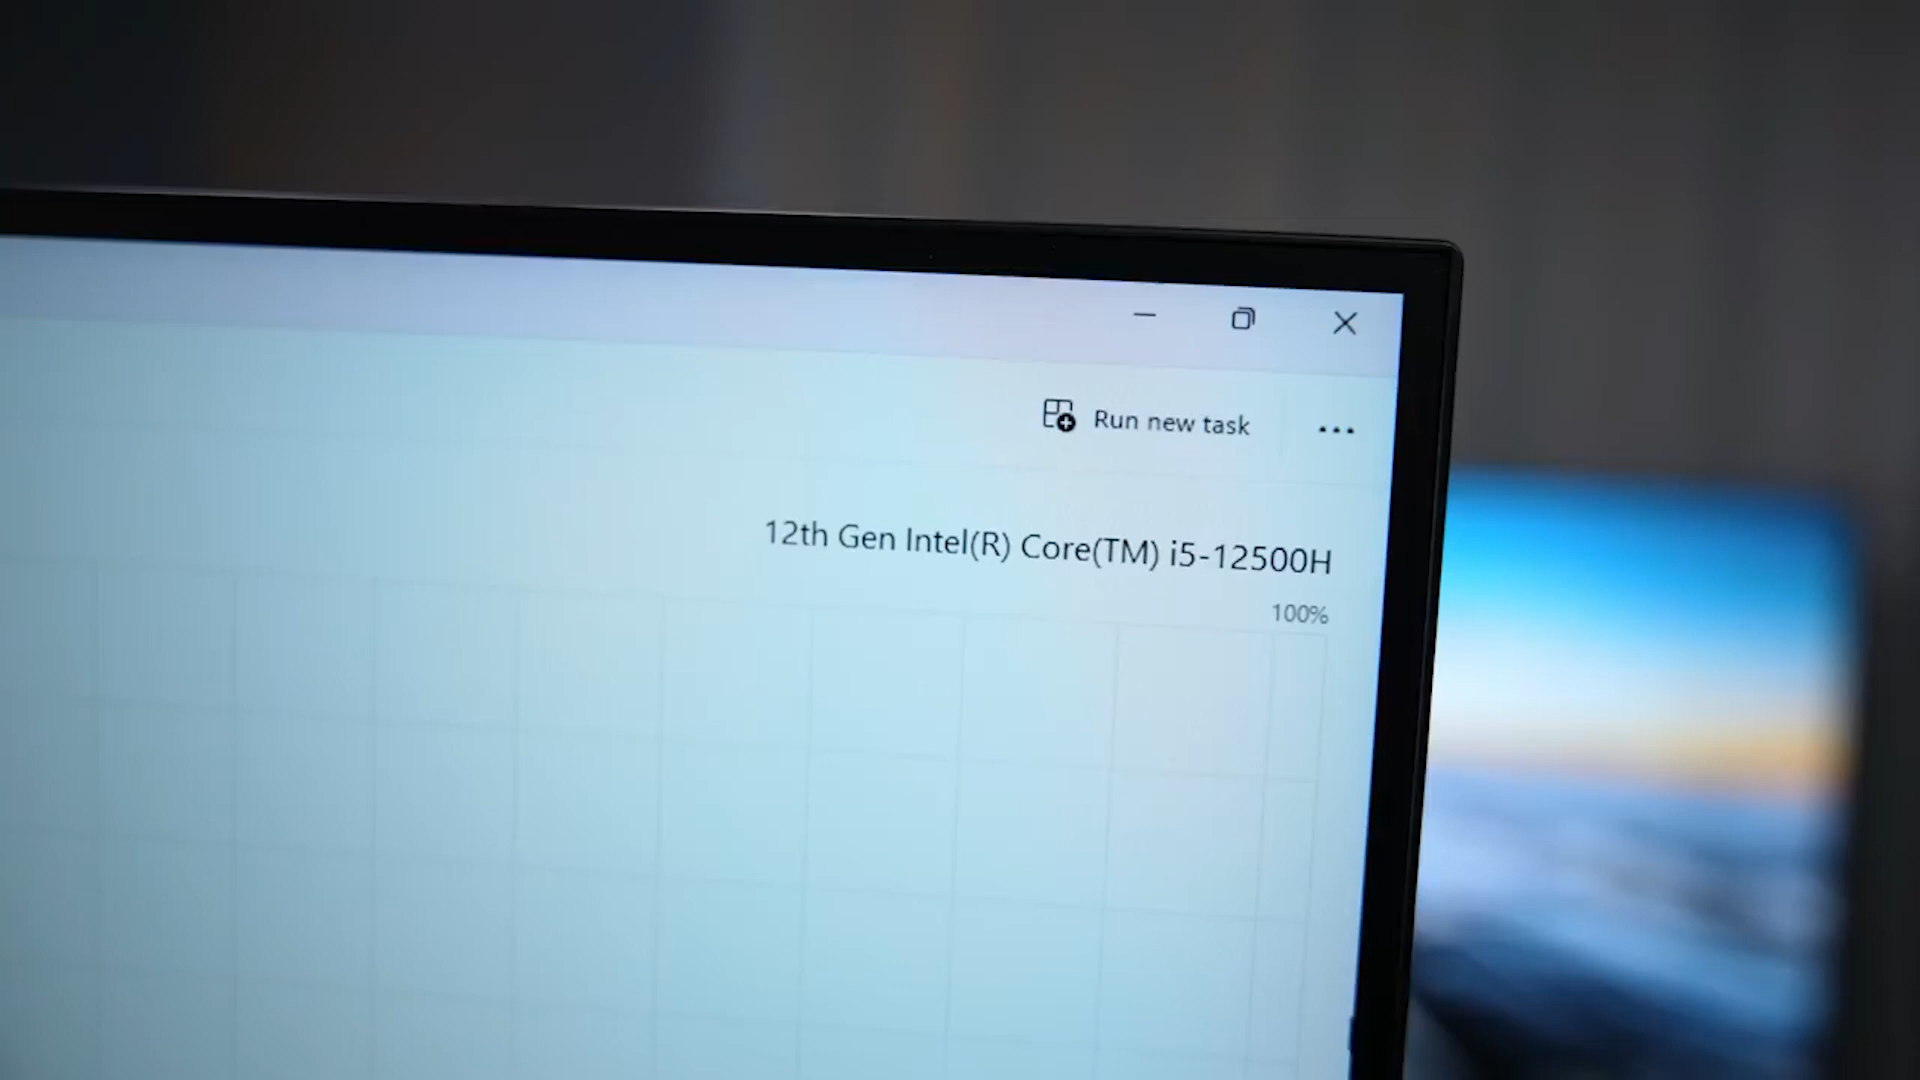 Run new task
12th Gen Intel(R) Core(TM) i5-12500H
100%